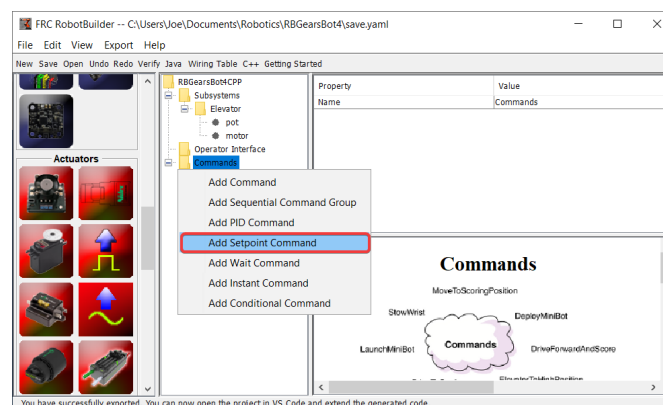 FRC RobotBuilder -- C:\Users\Joe\Documents\Robotics\RBGearsBot4\save.yaml
File Edit View Export Help
New Save Open Undo Redo Verify Java Wiring Table C++ Getting Started
RBGearsBot4CPP
Subsystems
Elevator
pot
motor
Operator Interface
Commands
Actuators
Property Value
Name Commands
Add Command
Add Sequential Command Group
Add PID Command
Add Setpoint Command
Add Wait Command
Add Instant Command
Add Conditional Command
Commands
MoveToScoringPosition
StowWrist
DeployMiniBot
LaunchMiniBot
Commands
DriveForwardAndScore
You have successfully exported. You can now open the project in VS Code and extend the generated code